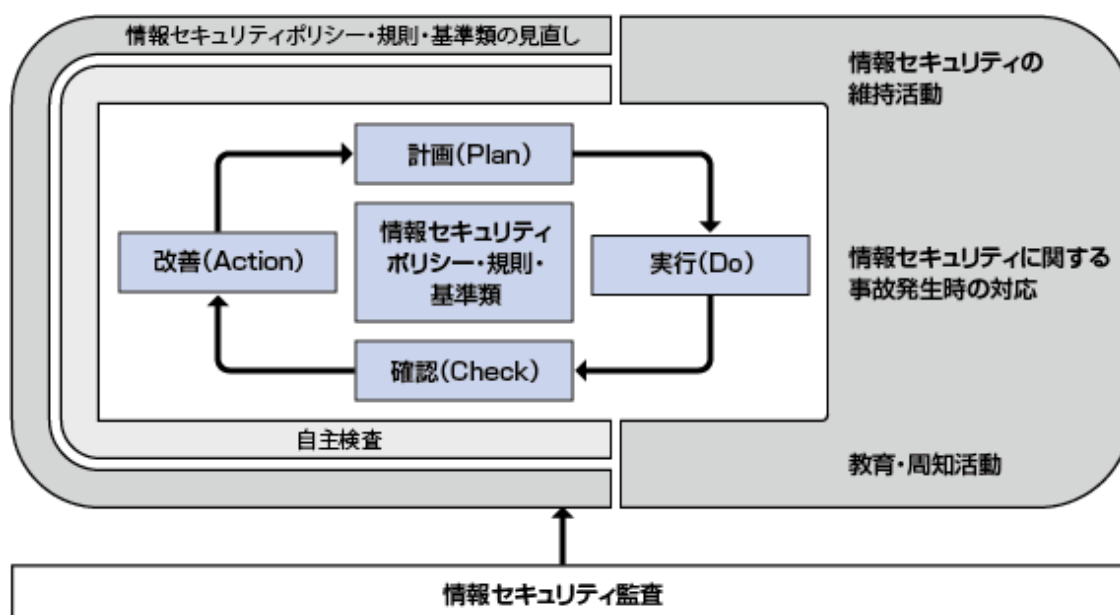 情報セキュリティポリシー・規則・基準類の見直し
情報セキュリティの
維持活動
計画(Plan)
改善(Action)
情報セキュリティ
ポリシー・規則・
基準類
実行(Do)
情報セキュリティに関する
事故発生時の対応
確認(Check)
自主検査
教育・周知活動
情報セキュリティ監査